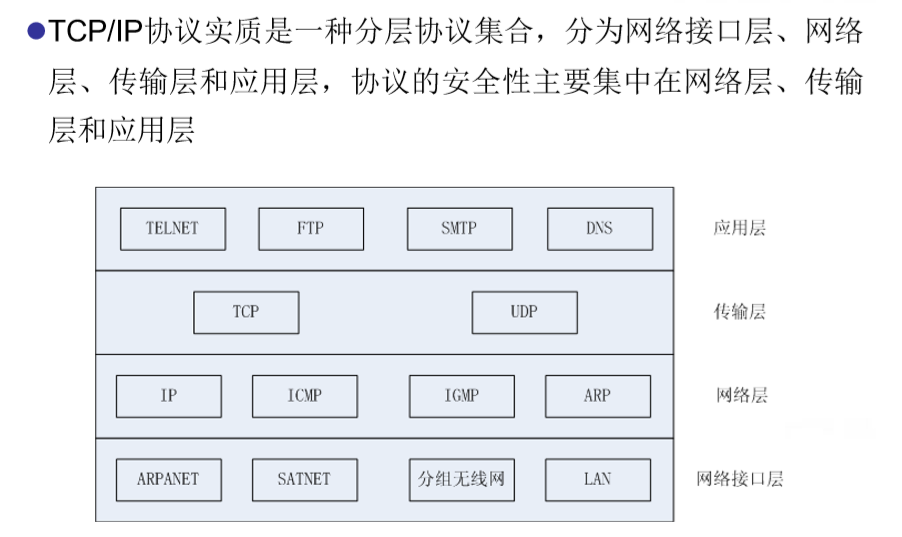 ●TCP/IP协议实质是一种分层协议集合，分为网络接口层、网络
层、传输层和应用层，协议的安全性主要集中在网络层、传输
层和应用层
TELNET FTP SMTP DNS 应用层
TCP UDP 传输层
IP ICMP IGMP ARP 网络层
ARPANET SATNET 分组无线网 LAN 网络接口层